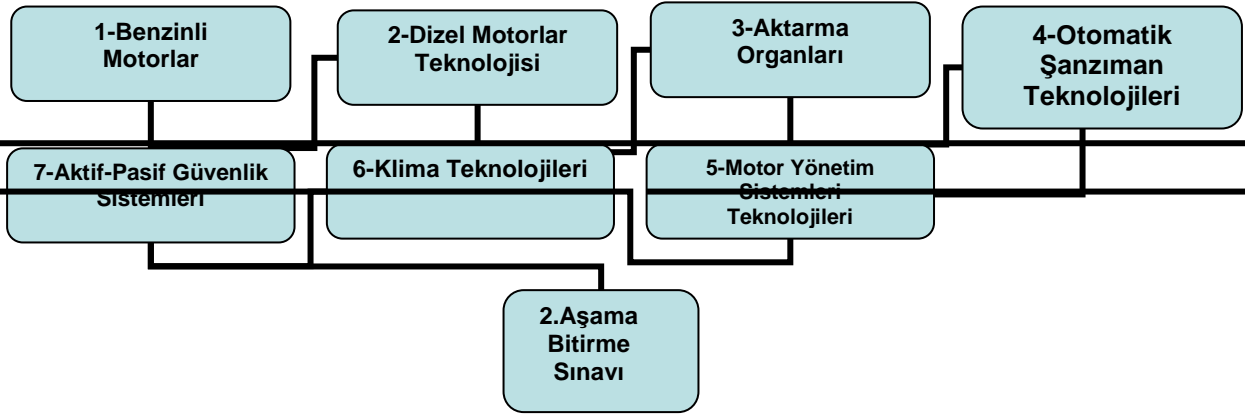 1-Benzinli
Motorlar
2-Dizel Motorlar
Teknolojisi
3-Aktarma
Organları
4-Otomatik
Şanzıman
Teknolojileri
7-Aktif-Pasif Güvenlik
Sistemleri
6-Klima Teknolojileri
5-Motor Yönetim
Sistemleri
Teknolojileri
2.Aşama
Bitirme
Sınavı